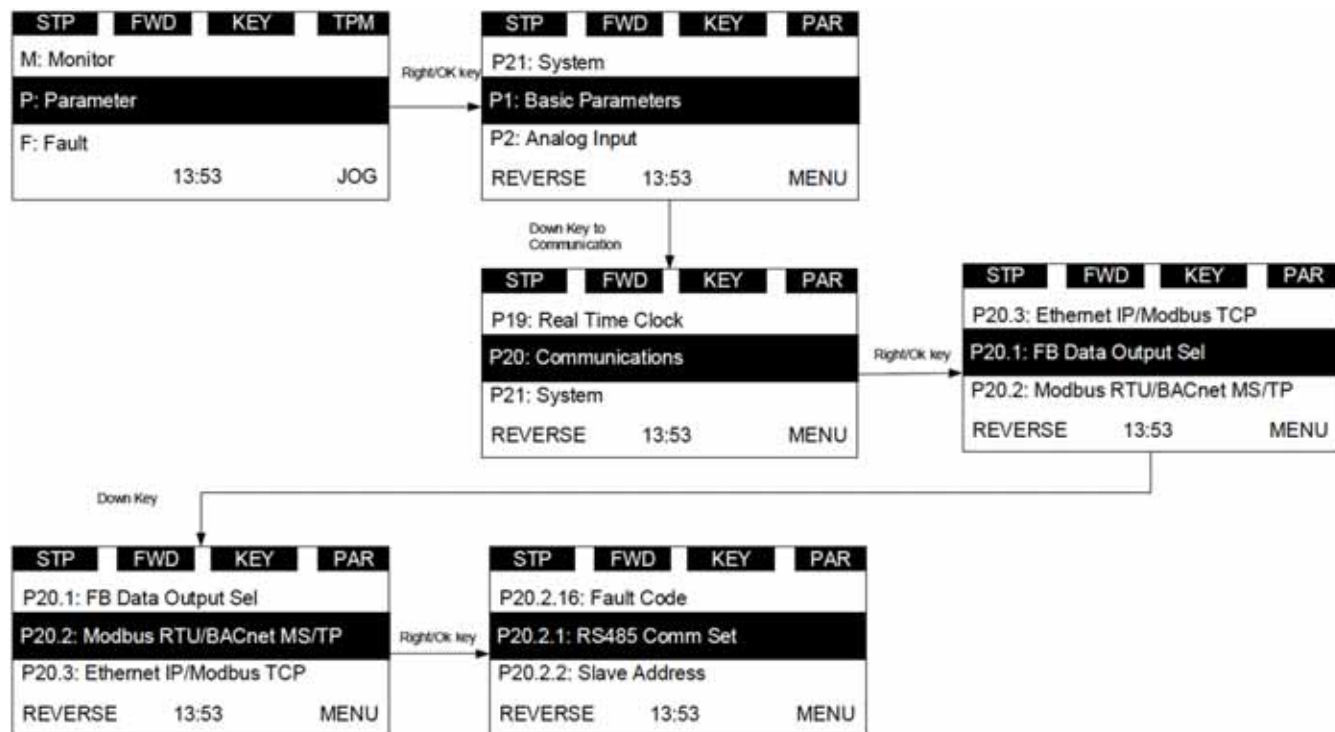 STP FWD KEY TPM
M: Monitor
P: Parameter
F: Fault
13:53 JOG
Right/OK key
STP FWD KEY PAR
P21: System
P1: Basic Parameters
P2: Analog Input
REVERSE 13:53 MENU
Down Key to
Communication
STP FWD KEY PAR
P19: Real Time Clock
P20: Communications
P21: System
REVERSE 13:53 MENU
Right/Ok key
STP FWD KEY PAR
P20.3: Ethernet IP/Modbus TCP
P20.1: FB Data Output Sel
P20.2: Modbus RTU/BACnet MS/TP
REVERSE 13:53 MENU
Down Key
STP FWD KEY PAR
P20.1: FB Data Output Sel
P20.2: Modbus RTU/BACnet MS/TP
P20.3: Ethernet IP/Modbus TCP
REVERSE 13:53 MENU
Right/Ok key
STP FWD KEY PAR
P20.2.16: Fault Code
P20.2.1: RS485 Comm Set
P20.2.2: Slave Address
REVERSE 13:53 MENU